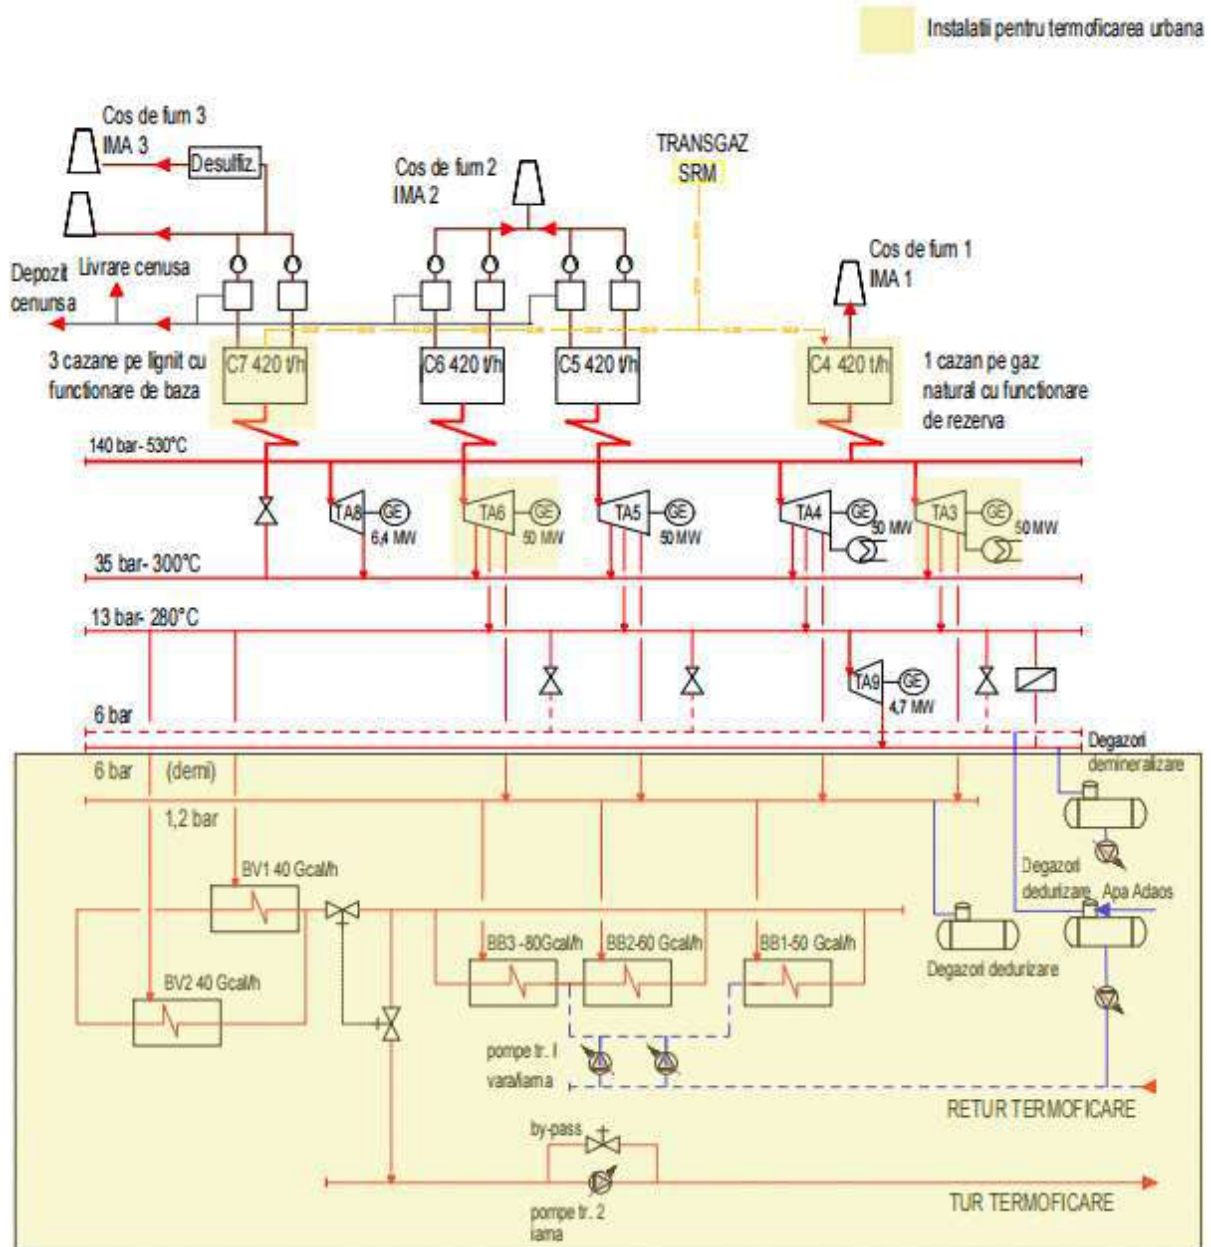 Instalatii pentru termoficarea urbana
Cos de fum 3
IMA 3
Desulfiz.
Cos de fum 2
IMA 2
TRANSGAZ
SRM
Cos de fum 1
IMA 1
Depozit
cenunsa
Livrare cenusa
3 cazane pe lignit cu
functionare de baza
C7 420 t/h
C6 420 t/h
C5 420 t/h
C4 420 t/h
1 cazan pe gaz
natural cu functionare
de rezerva
140 bar- 530°C
TA8
GE
6,4 MW
TA6
GE
50 MW
TA5
GE
50 MW
TA4
GE
50 MW
TA3
GE
50 MW
35 bar- 300°C
13 bar- 280°C
TA9
GE
4,7 MW
6 bar
6 bar
(demi)
Degazori
demineralizare
1,2 bar
BV1 40 Gcal/h
BV2 40 Gcal/h
BB3 -80Gcal/h
BB2-60 Gcal/h
BB1-50 Gcal/h
Degazori
dedurizare
Apa Adaos
Degazori dedurizare
pompe tr. I
vara/iarna
RETUR TERMOFICARE
by-pass
TUR TERMOFICARE
pompe tr. 2
iarna